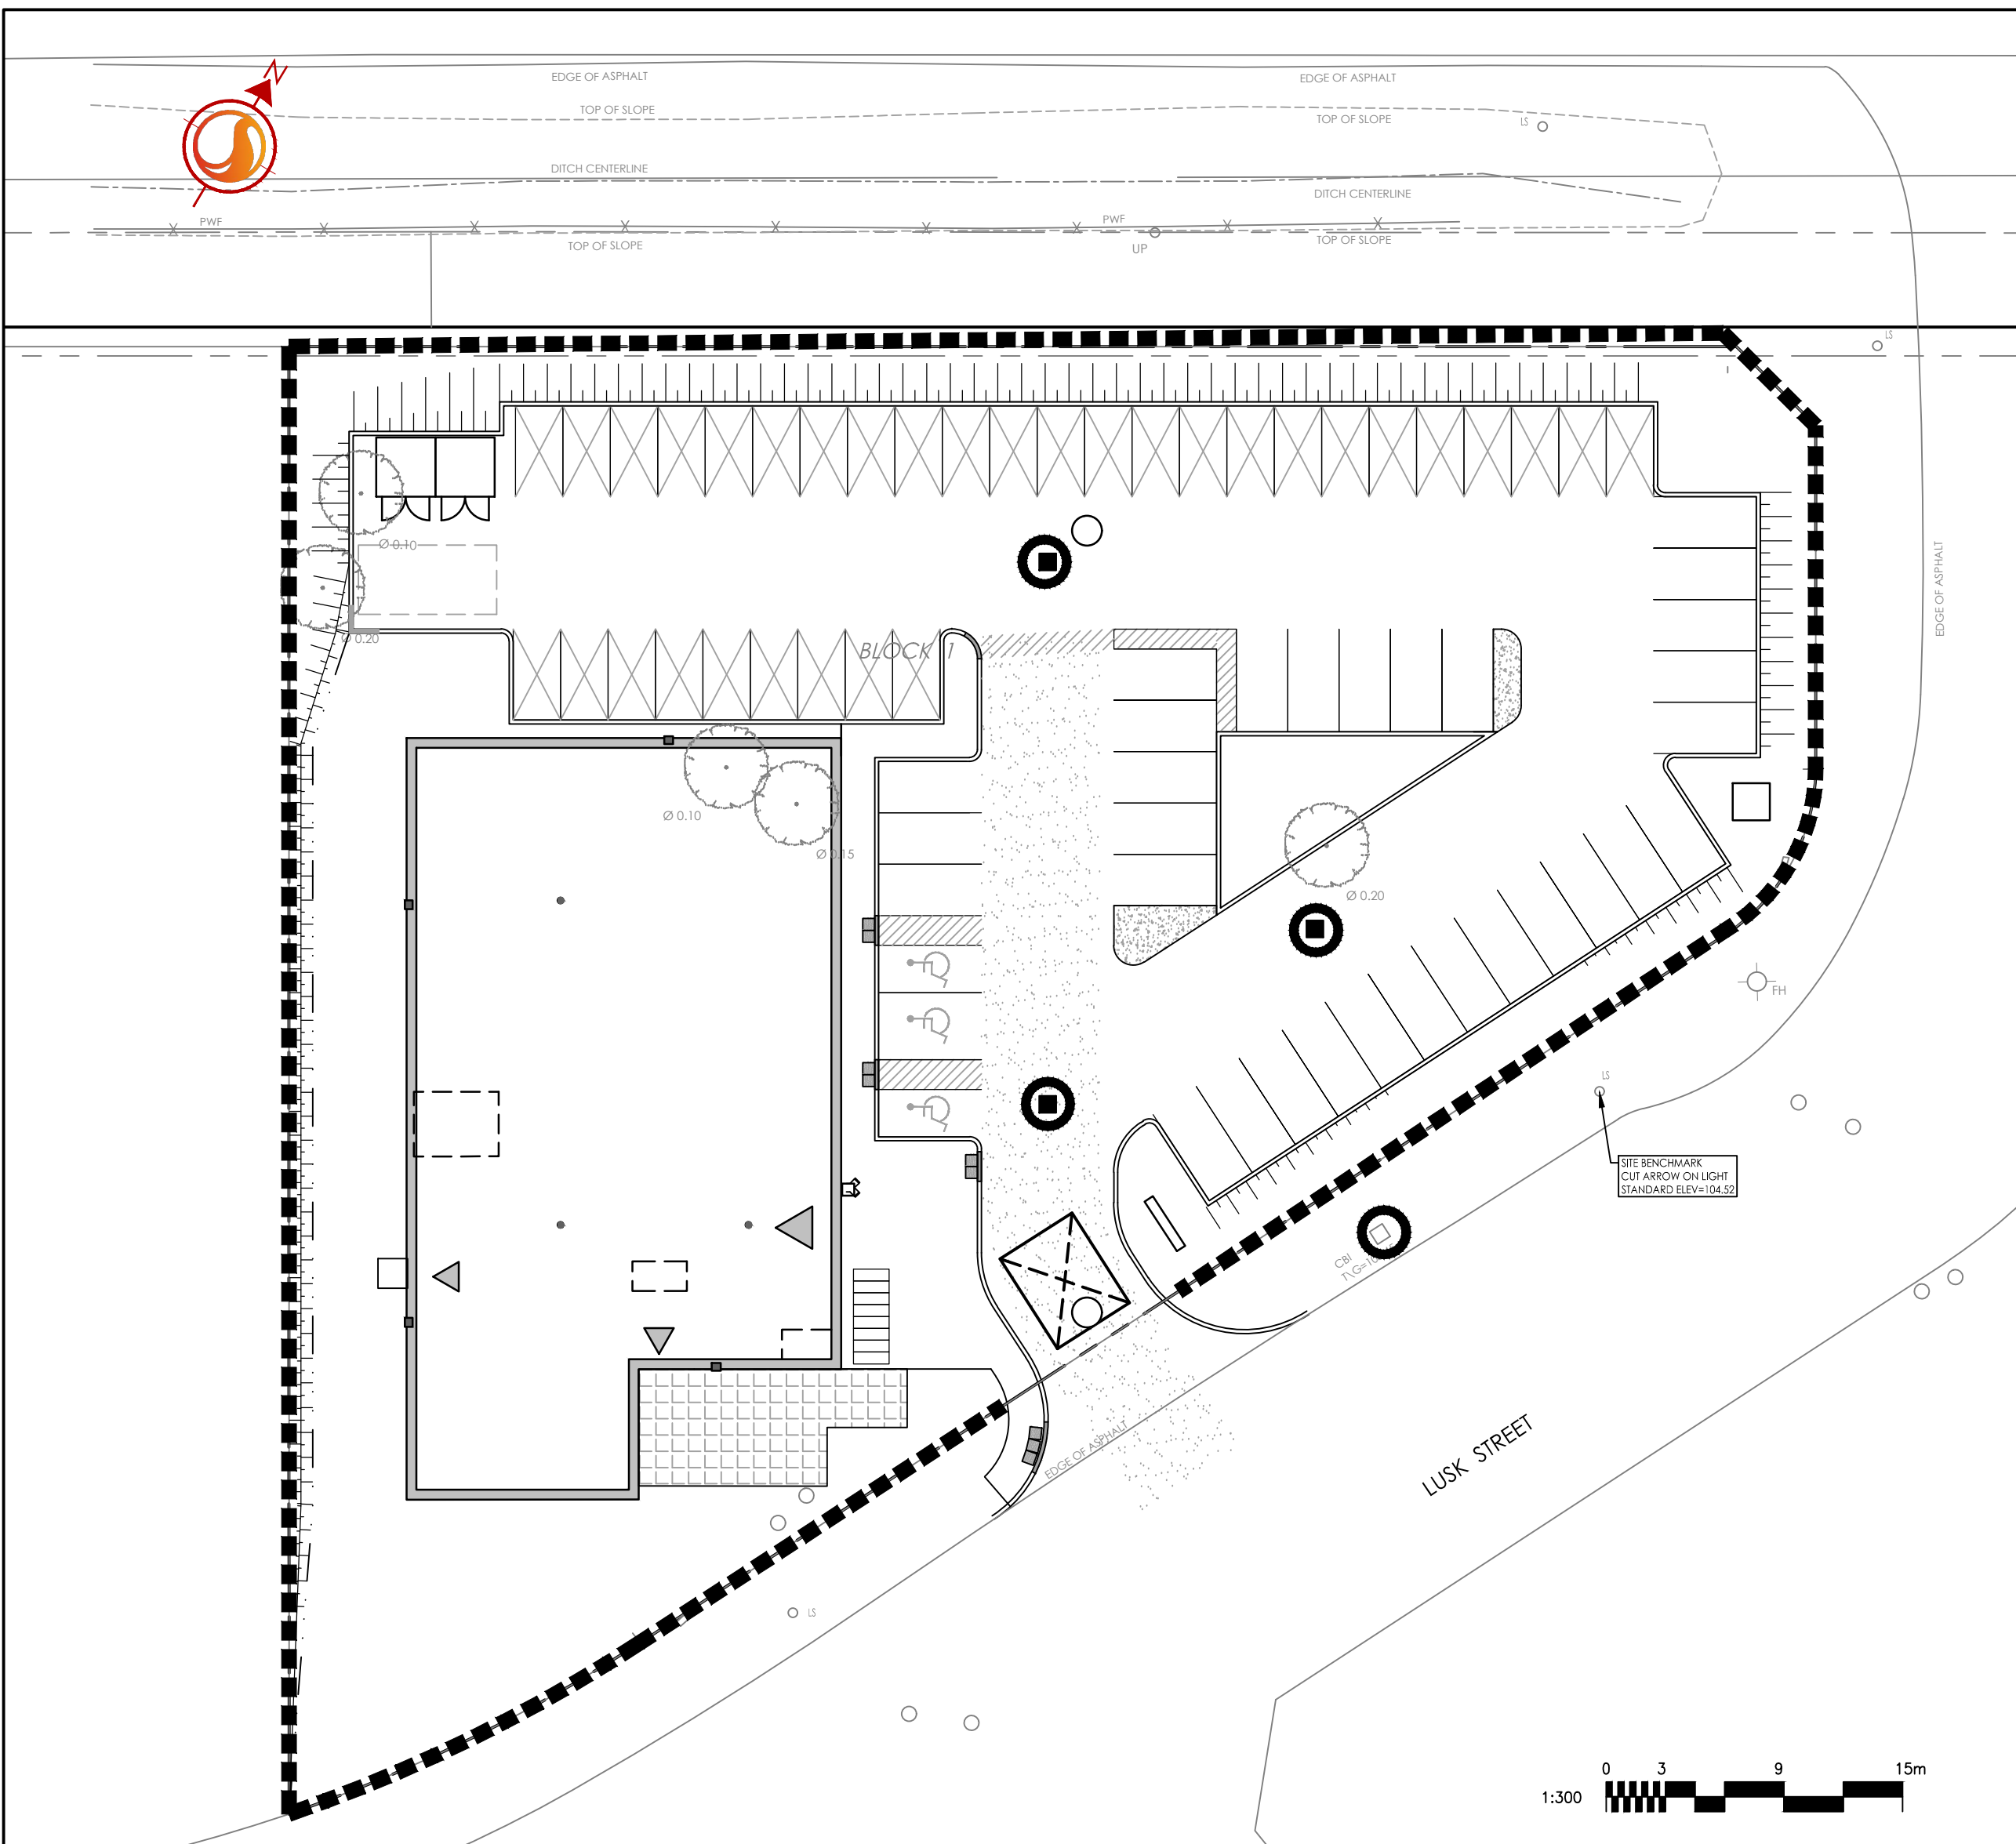 N
EDGE OF ASPHALT
EDGE OF ASPHALT
TOP OF SLOPE
TOP OF SLOPE
LS
DITCH CENTERLINE
DITCH CENTERLINE
PWF
PWF
TOP OF SLOPE
TOP OF SLOPE
UP
LS
Ø 0.10
Ø 0.20
BLOCK 1
EDGE OF ASPHALT
Ø 0.10
Ø 0.15
Ø 0.20
FH
LS
SITE BENCHMARK
CUT ARROW ON LIGHT
STANDARD ELEV=104.52
CBI
EDGE OF ASPHALT
LUSK STREET
LS
0 3 9 15m
1:300